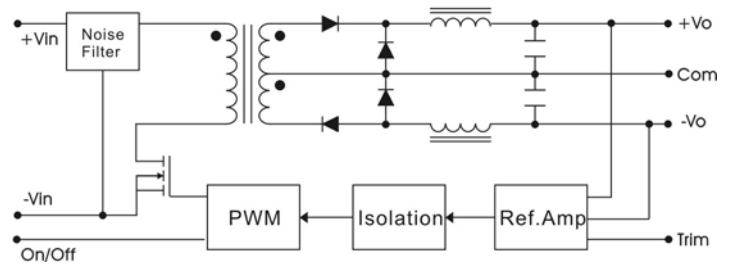 +Vin
Noise
Filter
+Vo
Com
-Vo
-Vin
PWM
Isolation
Ref.Amp
On/Off
Trim